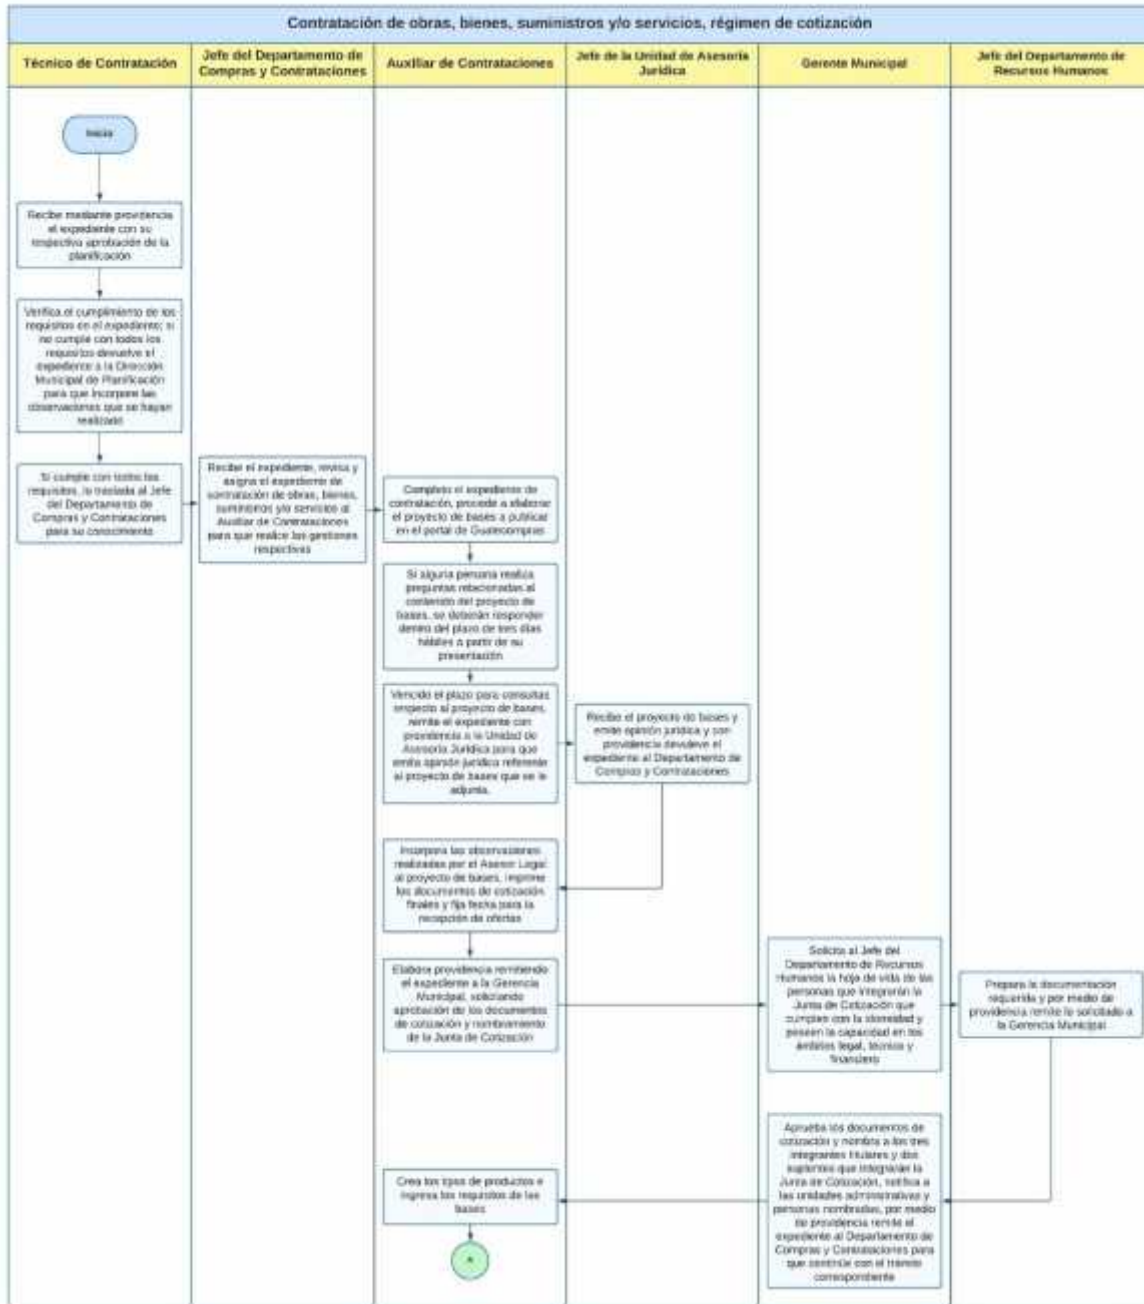 Contratación de obras, bienes, suministros y/o servicios, régimen de cotización
Técnico de Contratación
Jefe del Departamento de
Compras y Contrataciones
Auxiliar de Contrataciones
Jefe de la Unidad de Asesoría
Jurídica
Gerente Municipal
Jefe del Departamento de
Recursos Humanos
Inicio
Recibe mediante providencia
el expediente con su
respectiva aprobación de la
planificación
Verifica el cumplimiento de los
requisitos en el expediente; si
no cumple con todos los
requisitos devuelve el
expediente a la Dirección
Municipal de Planificación
para que incorpore las
observaciones que se hayan
realizado
Si cumple con todos los
requisitos, lo traslada al Jefe
del Departamento de
Compras y Contrataciones
para su conocimiento
Recibe el expediente, revisa y
asigna el expediente de
contratación de obras, bienes,
suministros y/o servicios al
Auxiliar de Contrataciones
para que realice las gestiones
respectivas
Completo el expediente de
contratación, procede a elaborar
el proyecto de bases a publicar
en el portal de Guatecompras
Si alguna persona realiza
preguntas relacionadas al
contenido del proyecto de
bases, se deberán responder
dentro del plazo de tres días
hábiles a partir de su
presentación
Vencido el plazo para consultas
respecto al proyecto de bases,
remite el expediente con
providencia a la Unidad de
Asesoría Jurídica para que
emita opinión jurídica referente
al proyecto de bases que se le
adjunta.
Recibe el proyecto de bases y
emite opinión jurídica y con
providencia devuelve el
expediente al Departamento de
Compras y Contrataciones
Incorpora las observaciones
realizadas por el Asesor Legal
al proyecto de bases, imprime
los documentos de cotización
finales y fija fecha para la
recepción de ofertas
Elabora providencia remitiendo
el expediente a la Gerencia
Municipal, solicitando
aprobación de los documentos
de cotización y nombramiento
de la Junta de Cotización
Solicita al Jefe del
Departamento de Recursos
Humanos la hoja de vida de las
personas que integrarán la
Junta de Cotización que
cumplan con la idoneidad y
poseen la capacidad en los
ámbitos legal, técnico y
financiero
Prepara la documentación
requerida y por medio de
providencia remite lo solicitado a
la Gerencia Municipal
Aprueba los documentos de
cotización y nombra a los tres
integrantes titulares y dos
suplentes que integrarán la
Junta de Cotización, notifica a
las unidades administrativas y
personas nombradas, por medio
de providencia remite el
expediente al Departamento de
Compras y Contrataciones para
que continúe con el trámite
correspondiente
Crea los tipos de productos e
ingresa los requisitos de las
bases